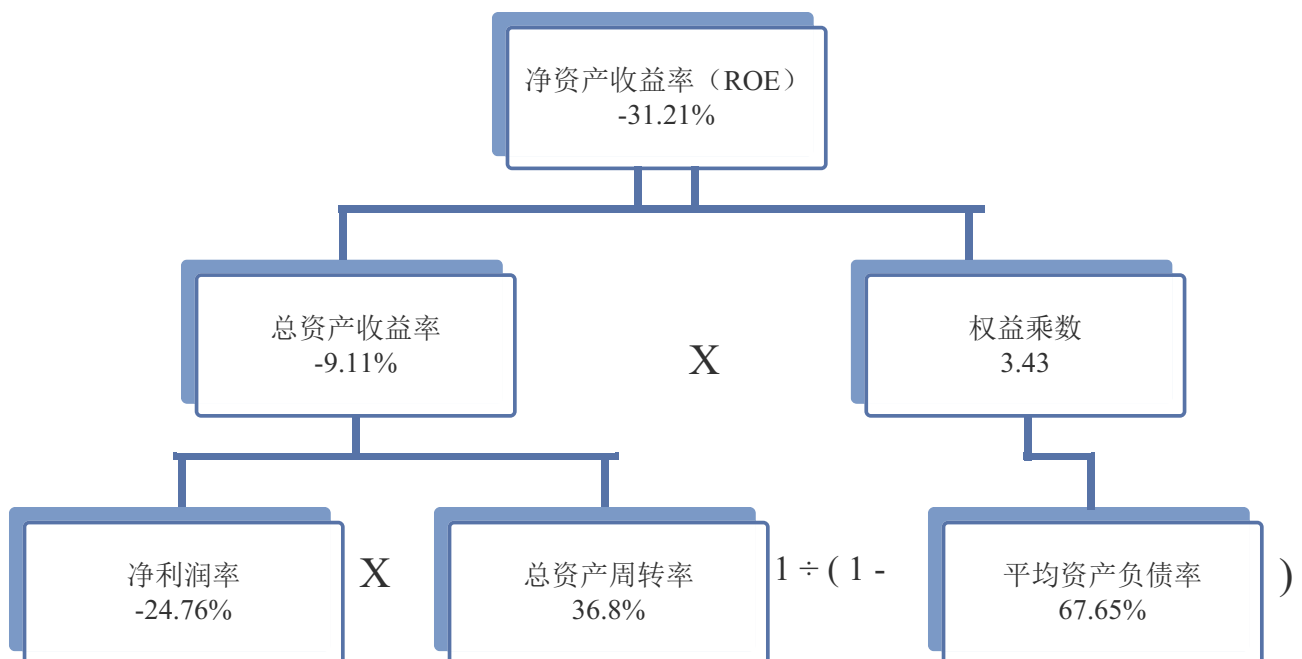 净资产收益率（ROE）
-31.21%
总资产收益率
-9.11%
X
权益乘数
3.43
净利润率
-24.76%
X
总资产周转率
36.8%
1 ÷ ( 1 -
平均资产负债率
67.65%
)